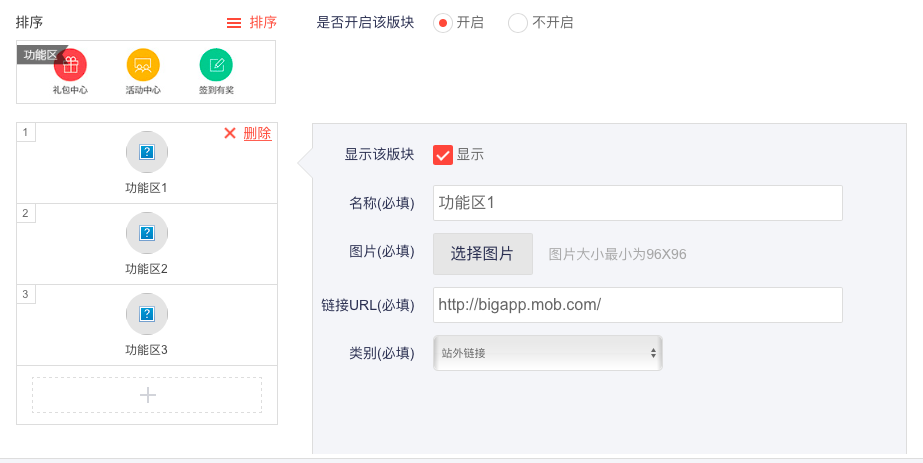 排序
排序
是否开启该版块
开启
不开启
功能区
礼包中心
活动中心
签到有奖
1
删除
功能区1
2
功能区2
3
功能区3
显示该版块
显示
名称(必填)
功能区1
图片(必填)
选择图片
图片大小最小为96X96
链接URL(必填)
http://bigapp.mob.com/
类别(必填)
站外链接